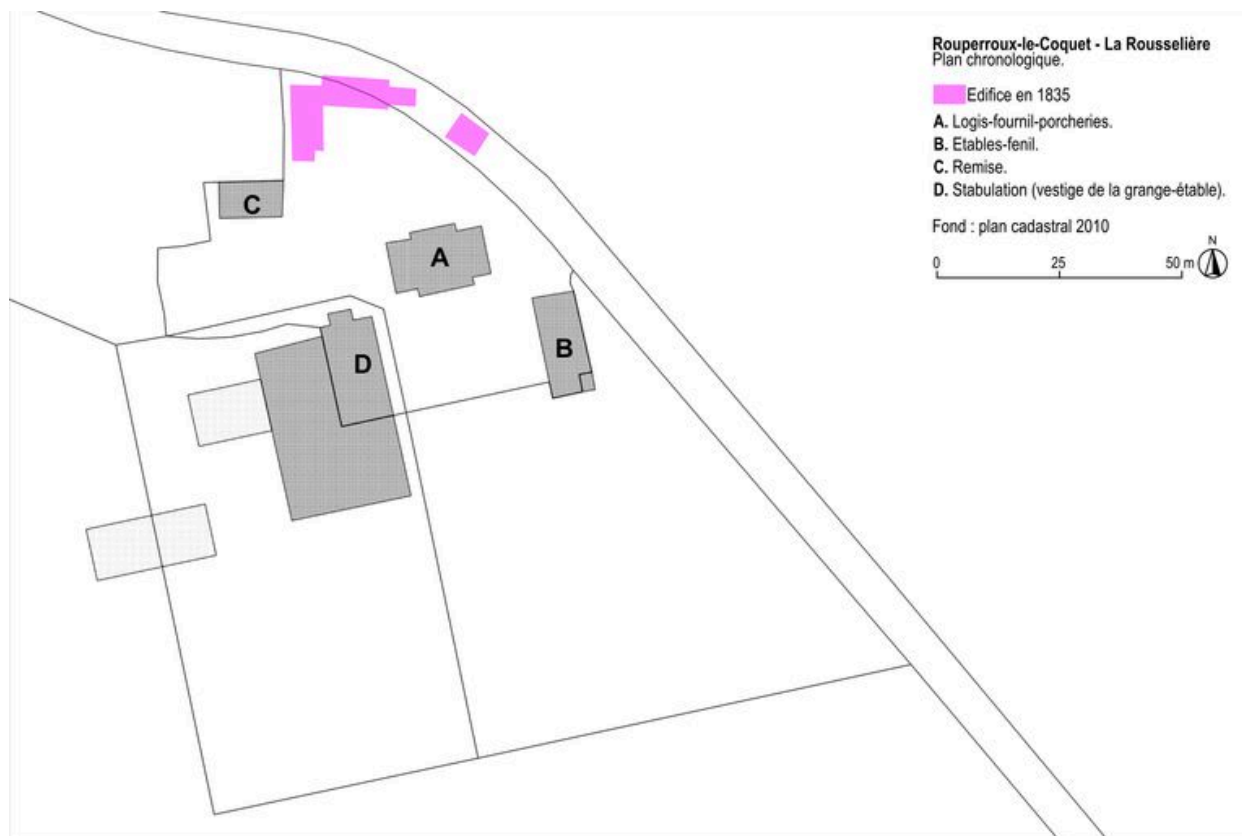 Rouperroux-le-Coquet - La Rousselière
Plan chronologique.
Edifice en 1835
A. Logis-fournil-porcheries.
B. Etables-fenil.
C. Remise.
D. Stabulation (vestige de la grange-étable).
Fond : plan cadastral 2010
N
0 25 50 m
C
A
B
D